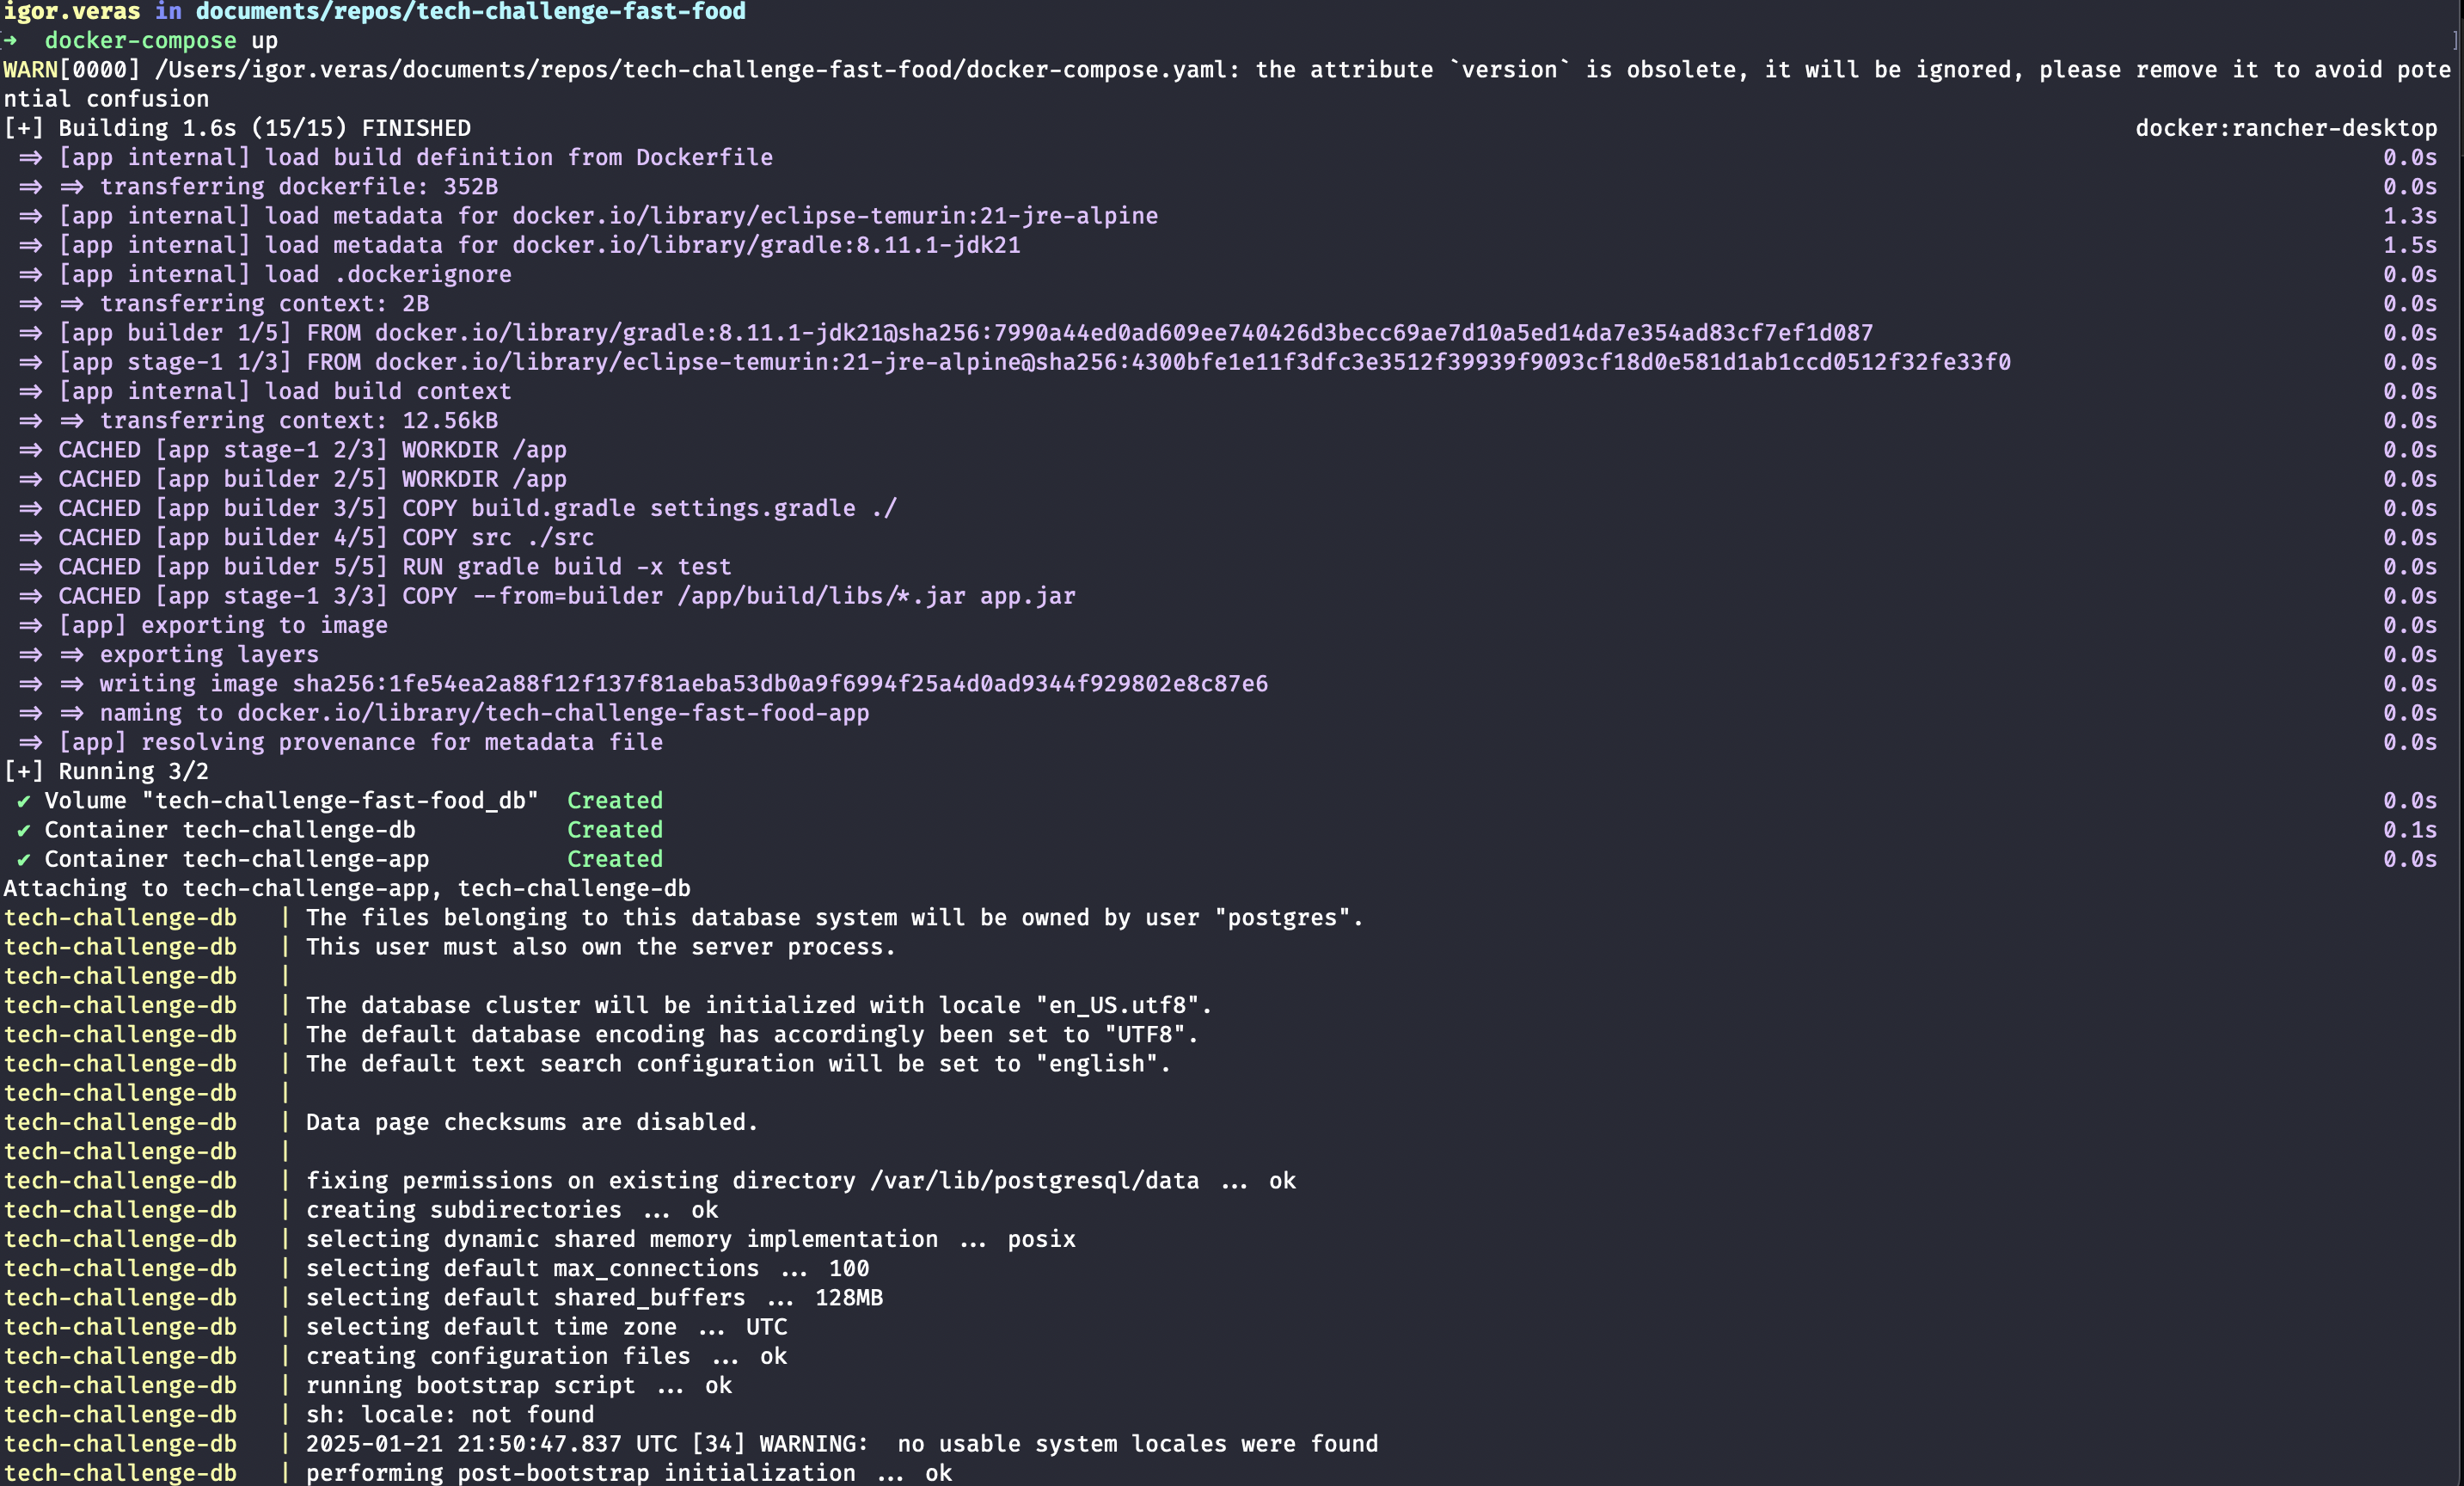 igor.veras in documents/repos/tech-challenge-fast-food
→ docker-compose up ]
WARN[0000] /Users/igor.veras/documents/repos/tech-challenge-fast-food/docker-compose.yaml: the attribute `version` is obsolete, it will be ignored, please remove it to avoid pote
ntial confusion
[+] Building 1.6s (15/15) FINISHED docker:rancher-desktop
=> [app internal] load build definition from Dockerfile 0.0s
=> => transferring dockerfile: 352B 0.0s
=> [app internal] load metadata for docker.io/library/eclipse-temurin:21-jre-alpine 1.3s
=> [app internal] load metadata for docker.io/library/gradle:8.11.1-jdk21 1.5s
=> [app internal] load .dockerignore 0.0s
=> => transferring context: 2B 0.0s
=> [app builder 1/5] FROM docker.io/library/gradle:8.11.1-jdk21@sha256:7990a44ed0ad609ee740426d3becc69ae7d10a5ed14da7e354ad83cf7ef1d087 0.0s
=> [app stage-1 1/3] FROM docker.io/library/eclipse-temurin:21-jre-alpine@sha256:4300bfe1e11f3dfc3e3512f39939f9093cf18d0e581d1ab1ccd0512f32fe33f0 0.0s
=> [app internal] load build context 0.0s
=> => transferring context: 12.56kB 0.0s
=> CACHED [app stage-1 2/3] WORKDIR /app 0.0s
=> CACHED [app builder 2/5] WORKDIR /app 0.0s
=> CACHED [app builder 3/5] COPY build.gradle settings.gradle ./ 0.0s
=> CACHED [app builder 4/5] COPY src ./src 0.0s
=> CACHED [app builder 5/5] RUN gradle build -x test 0.0s
=> CACHED [app stage-1 3/3] COPY --from=builder /app/build/libs/*.jar app.jar 0.0s
=> [app] exporting to image 0.0s
=> => exporting layers 0.0s
=> => writing image sha256:1fe54ea2a88f12f137f81aeba53db0a9f6994f25a4d0ad9344f929802e8c87e6 0.0s
=> => naming to docker.io/library/tech-challenge-fast-food-app 0.0s
=> [app] resolving provenance for metadata file 0.0s
[+] Running 3/2
✔ Volume "tech-challenge-fast-food_db" Created 0.0s
✔ Container tech-challenge-db Created 0.1s
✔ Container tech-challenge-app Created 0.0s
Attaching to tech-challenge-app, tech-challenge-db
tech-challenge-db | The files belonging to this database system will be owned by user "postgres".
tech-challenge-db | This user must also own the server process.
tech-challenge-db |
tech-challenge-db | The database cluster will be initialized with locale "en_US.utf8".
tech-challenge-db | The default database encoding has accordingly been set to "UTF8".
tech-challenge-db | The default text search configuration will be set to "english".
tech-challenge-db |
tech-challenge-db | Data page checksums are disabled.
tech-challenge-db |
tech-challenge-db | fixing permissions on existing directory /var/lib/postgresql/data ... ok
tech-challenge-db | creating subdirectories ... ok
tech-challenge-db | selecting dynamic shared memory implementation ... posix
tech-challenge-db | selecting default max_connections ... 100
tech-challenge-db | selecting default shared_buffers ... 128MB
tech-challenge-db | selecting default time zone ... UTC
tech-challenge-db | creating configuration files ... ok
tech-challenge-db | running bootstrap script ... ok
tech-challenge-db | sh: locale: not found
tech-challenge-db | 2025-01-21 21:50:47.837 UTC [34] WARNING:  no usable system locales were found
tech-challenge-db | performing post-bootstrap initialization ... ok